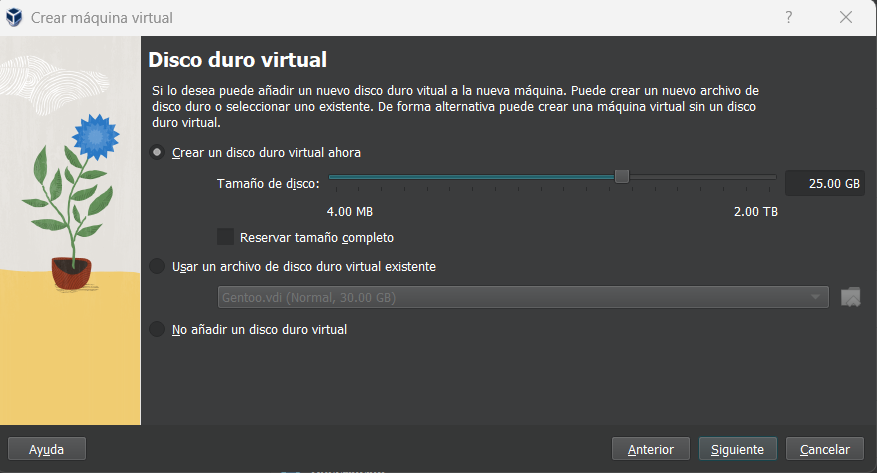 Crear máquina virtual
?
Disco duro virtual
Si lo desea puede añadir un nuevo disco duro vitual a la nueva máquina. Puede crear un nuevo archivo de
disco duro o seleccionar uno existente. De forma alternativa puede crear una máquina virtual sin un disco
duro virtual.
Crear un disco duro virtual ahora
Tamaño de disco:
25.00 GB
4.00 MB
2.00 TB
Reservar tamaño completo
Usar un archivo de disco duro virtual existente
Gentoo.vdi (Normal, 30.00 GB)
No añadir un disco duro virtual
Ayuda
Anterior
Siguiente
Cancelar